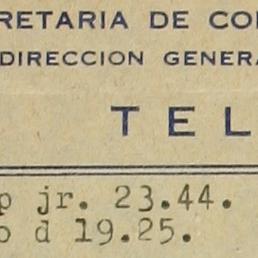 RETARIA DE CO
DIRECCION GENERA
TEL
p jr. 23.44.
o d 19.25.